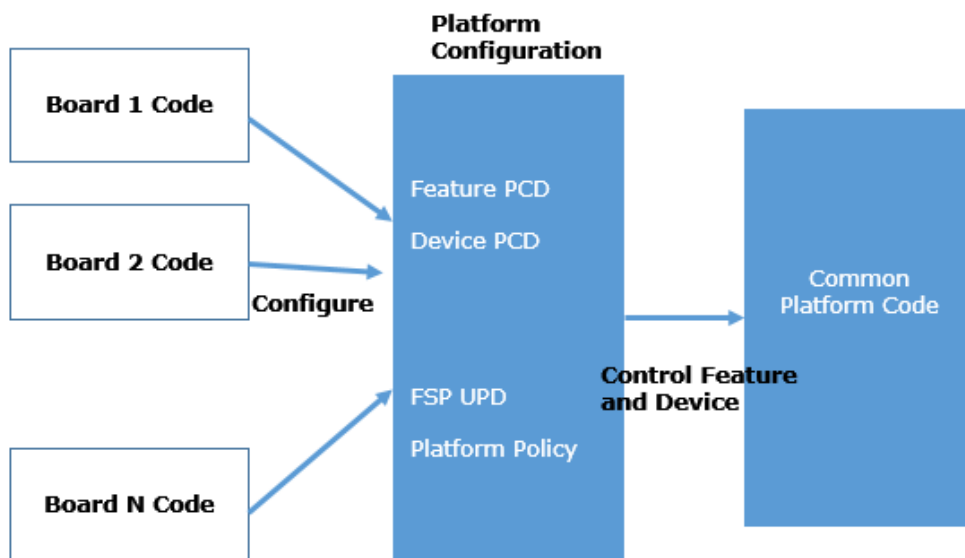 Platform
Configuration
Board 1 Code
Feature PCD
Board 2 Code
Device PCD
Configure
Common
Platform Code
Control Feature
and Device
FSP UPD
Platform Policy
Board N Code